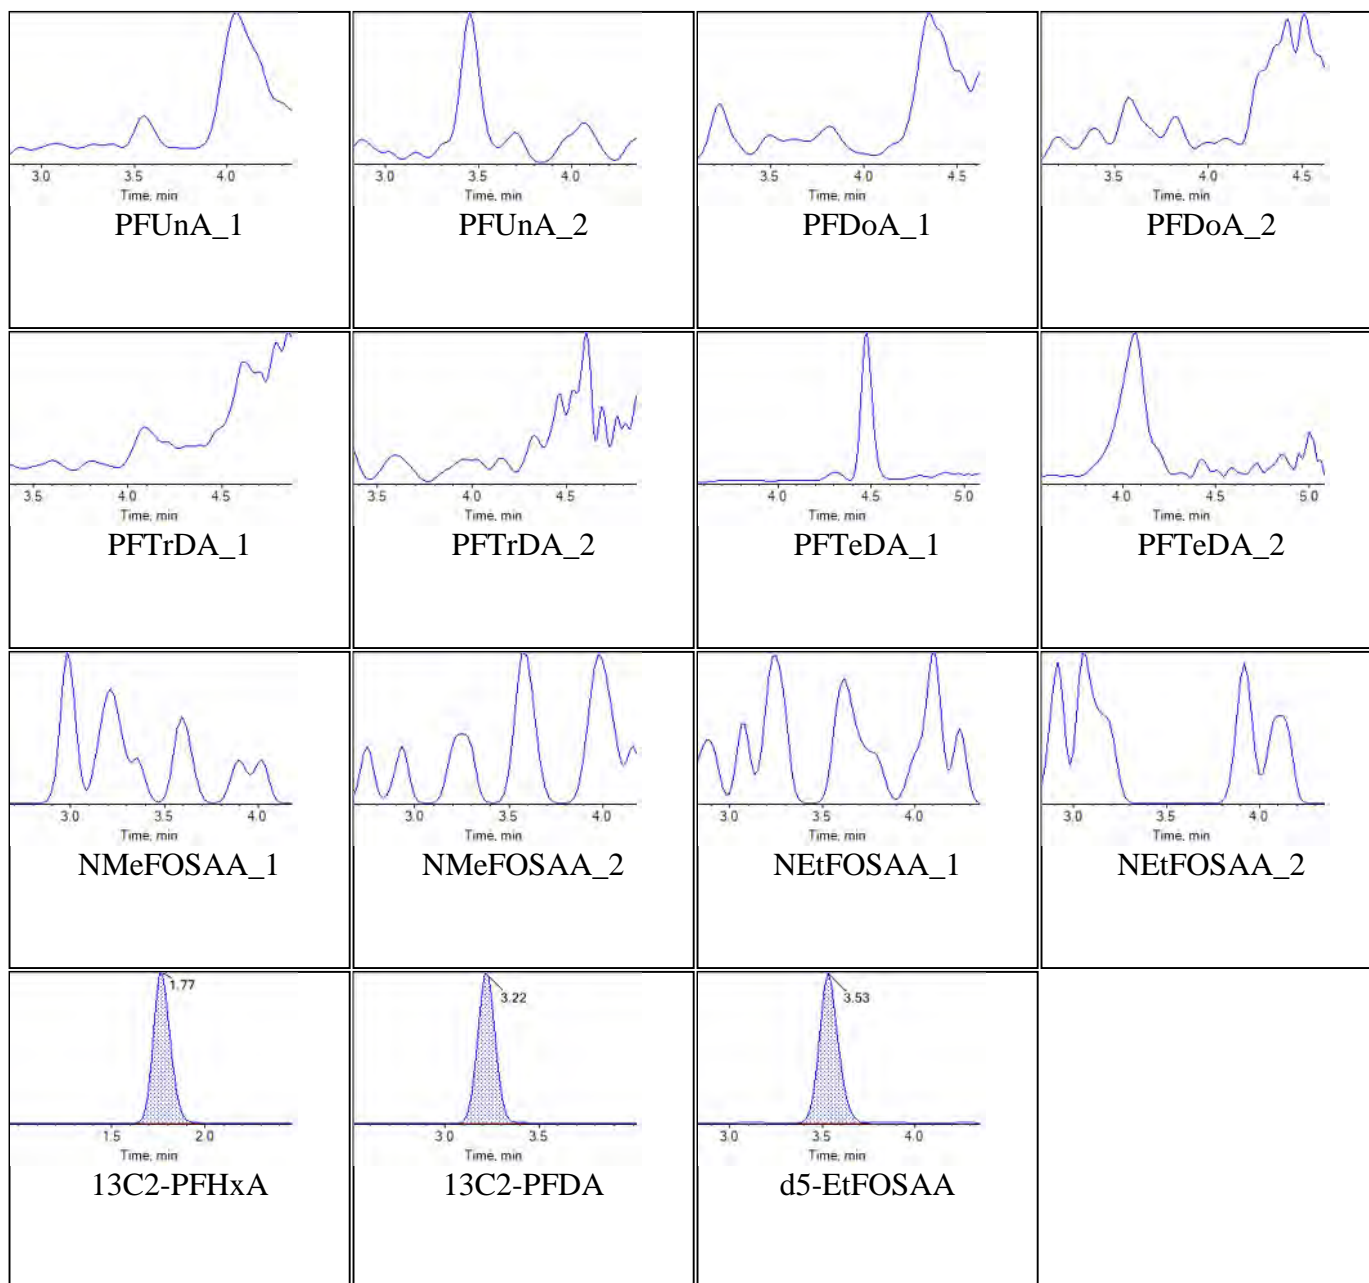 3.0 4.0
Time, min
PFUnA_1
3.0 3.5 4.0
Time, min
PFUnA_2
3.5 4.0 4.5
Time, min
PFDoA_1
3.5 4.0 4.5
Time, min
PFDoA_2
3.5 4.0 4.5
Time, min
PFTrDA_1
3.5 4.0 4.5
Time, min
PFTrDA_2
4.0 4.5 5.0
Time, min
PFTeDA_1
4.0 4.5 5.0
Time, min
PFTeDA_2
3.0 3.5 4.0
Time, min
NMeFOSAA_1
3.0 3.5 4.0
Time, min
NMeFOSAA_2
3.0 3.5 4.0
Time, min
NEtFOSAA_1
3.0 3.5 4.0
Time, min
NEtFOSAA_2
1.77
1.5 2.0
Time, min
13C2-PFHxA
3.22
3.0 3.5
Time, min
13C2-PFDA
3.53
3.0 3.5 4.0
Time, min
d5-EtFOSAA